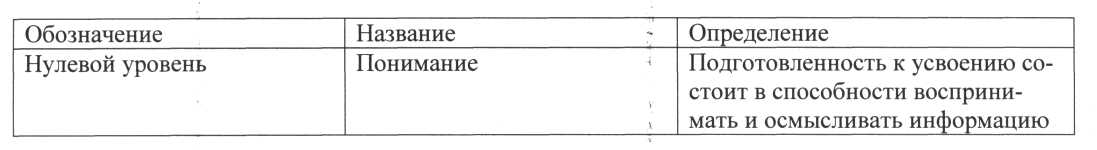 Обозначение Название Определение
Нулевой уровень Понимание Подготовленность к усвоению со-
стоит в способности восприни-
мать и осмысливать информацию